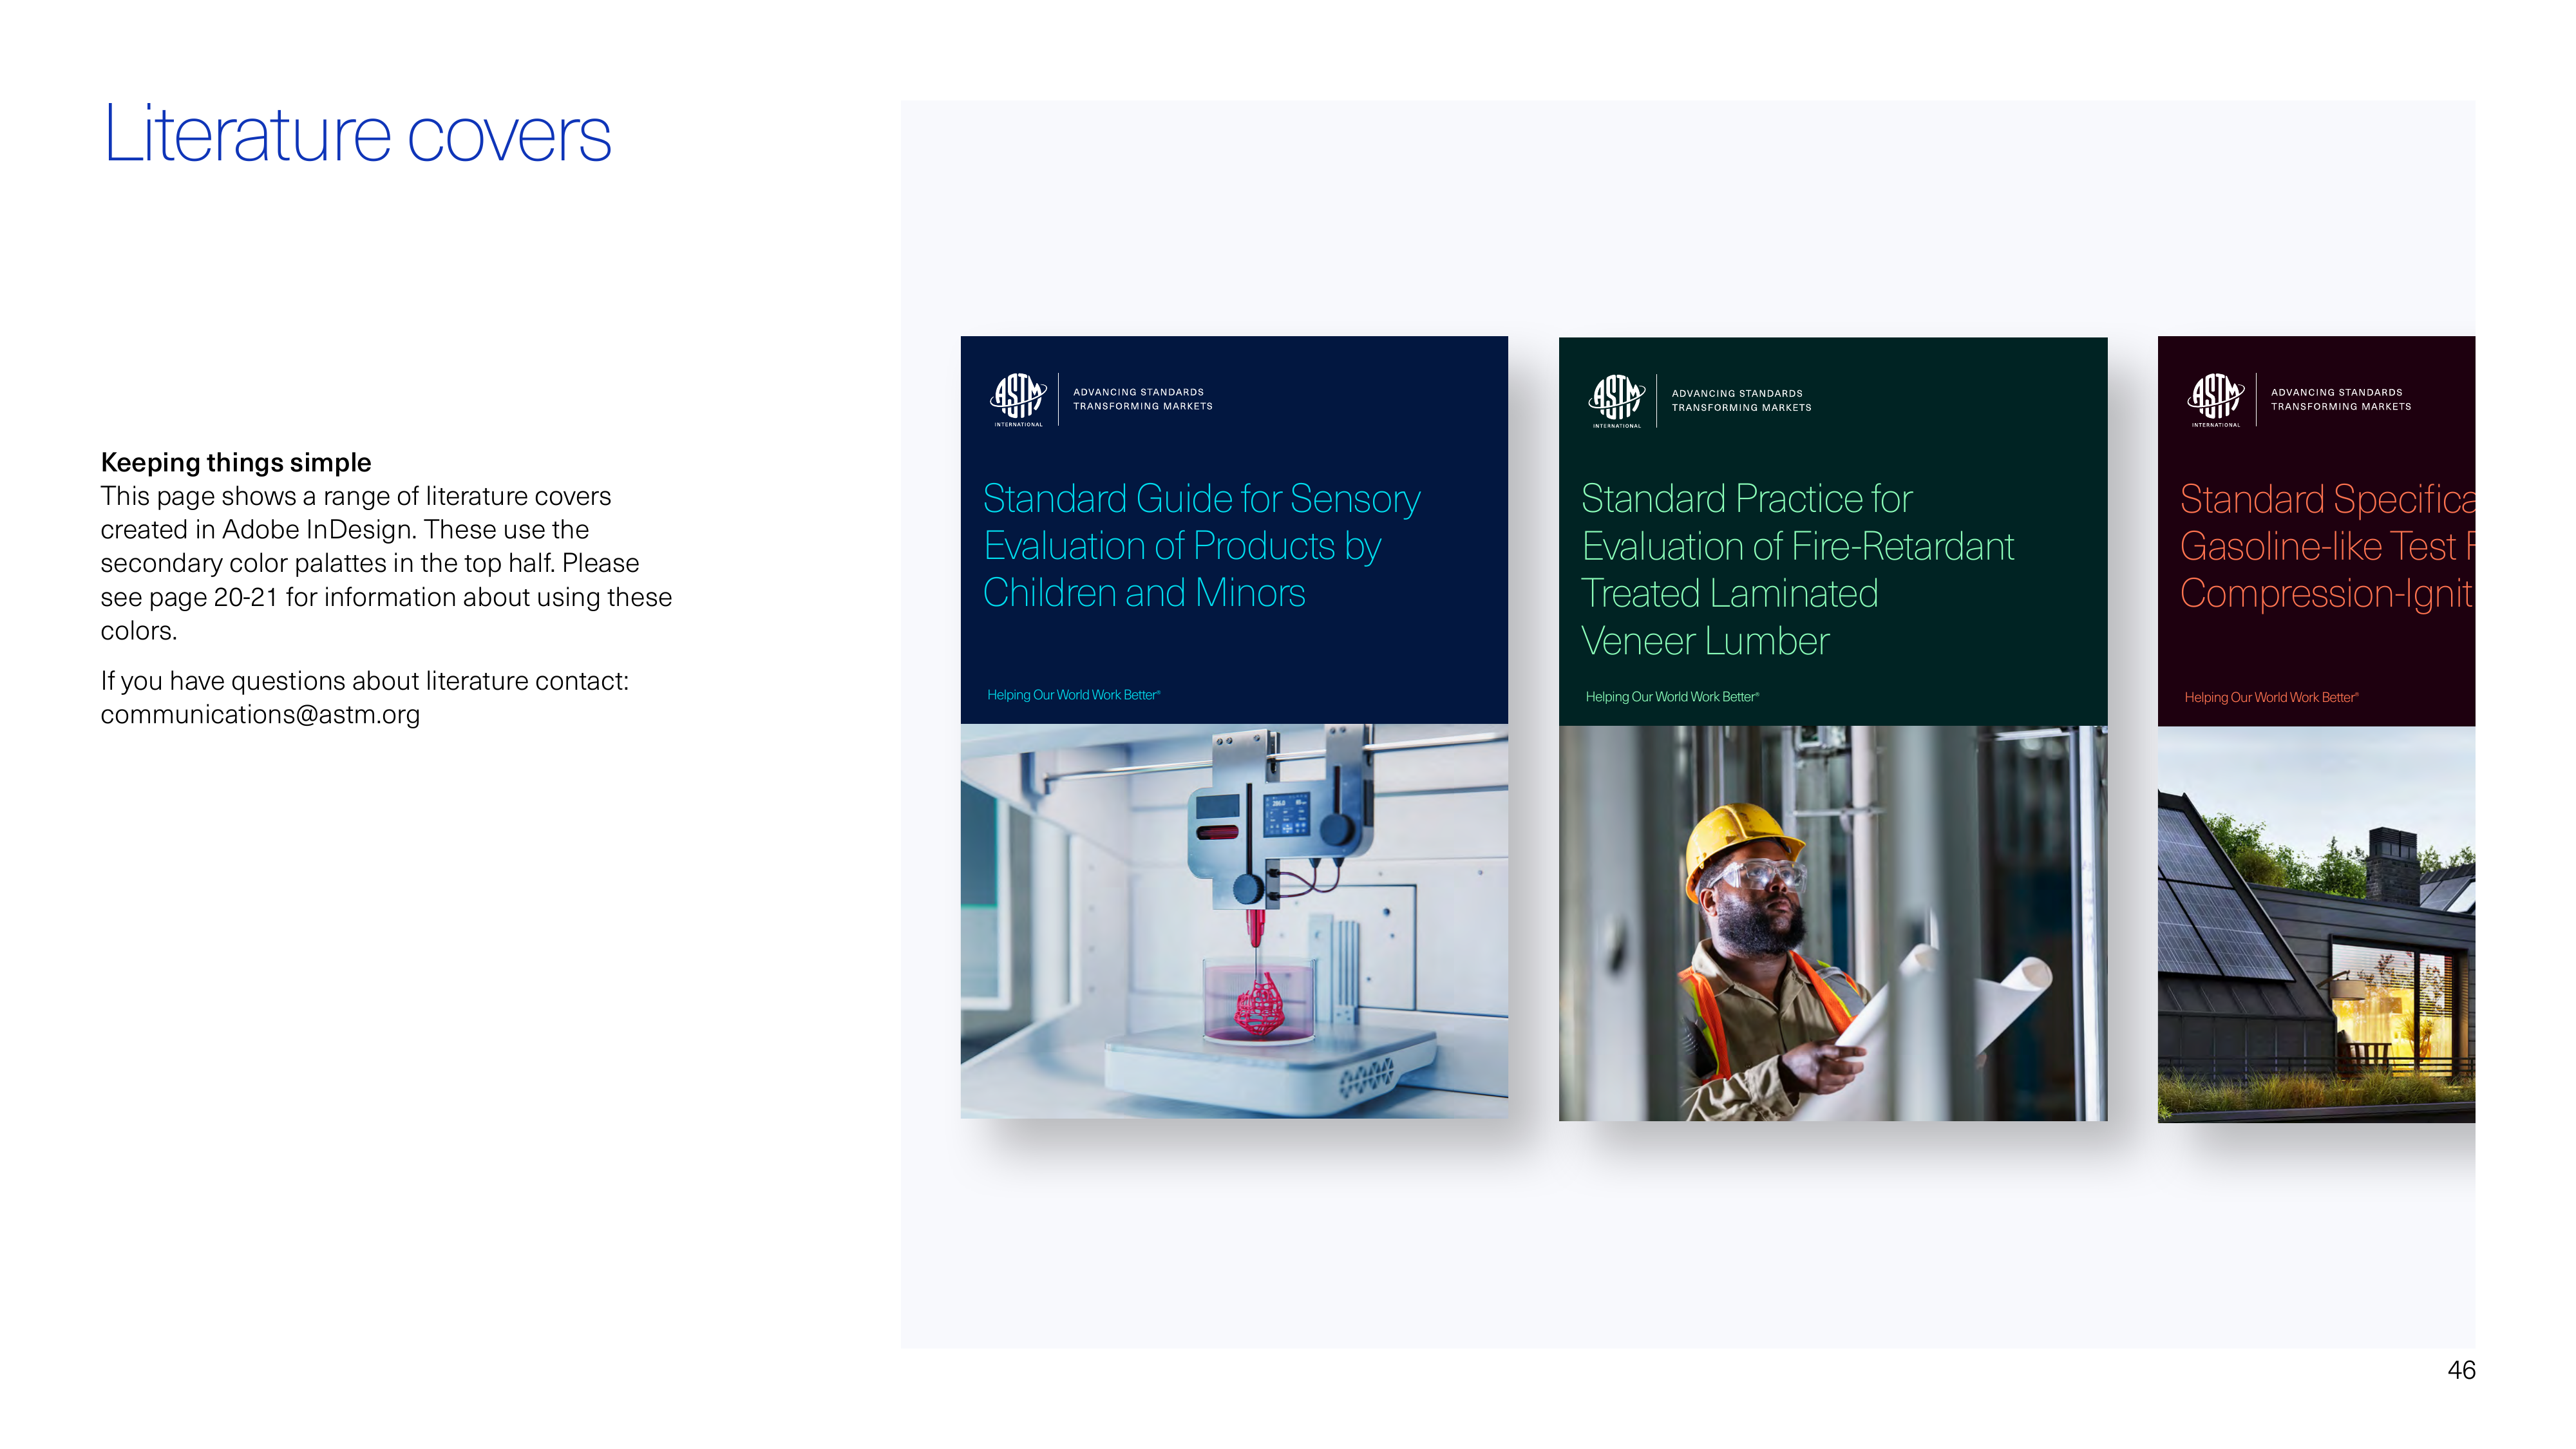 Literature covers
Keeping things simple
This page shows a range of literature covers
created in Adobe InDesign. These use the
secondary color palattes in the top half. Please
see page 20-21 for information about using these
colors.
If you have questions about literature contact:
communications@astm.org
ASTM
INTERNATIONAL
ADVANCING STANDARDS
TRANSFORMING MARKETS
Standard Guide for Sensory
Evaluation of Products by
Children and Minors
Helping Our World Work Better®
ASTM
INTERNATIONAL
ADVANCING STANDARDS
TRANSFORMING MARKETS
Standard Practice for
Evaluation of Fire-Retardant
Treated Laminated
Veneer Lumber
Helping Our World Work Better®
ASTM
INTERNATIONAL
ADVANCING STANDARDS
TRANSFORMING MARKETS
Standard Specifica
Gasoline-like Test
Compression-Ignit
Helping Our World Work Better®
46